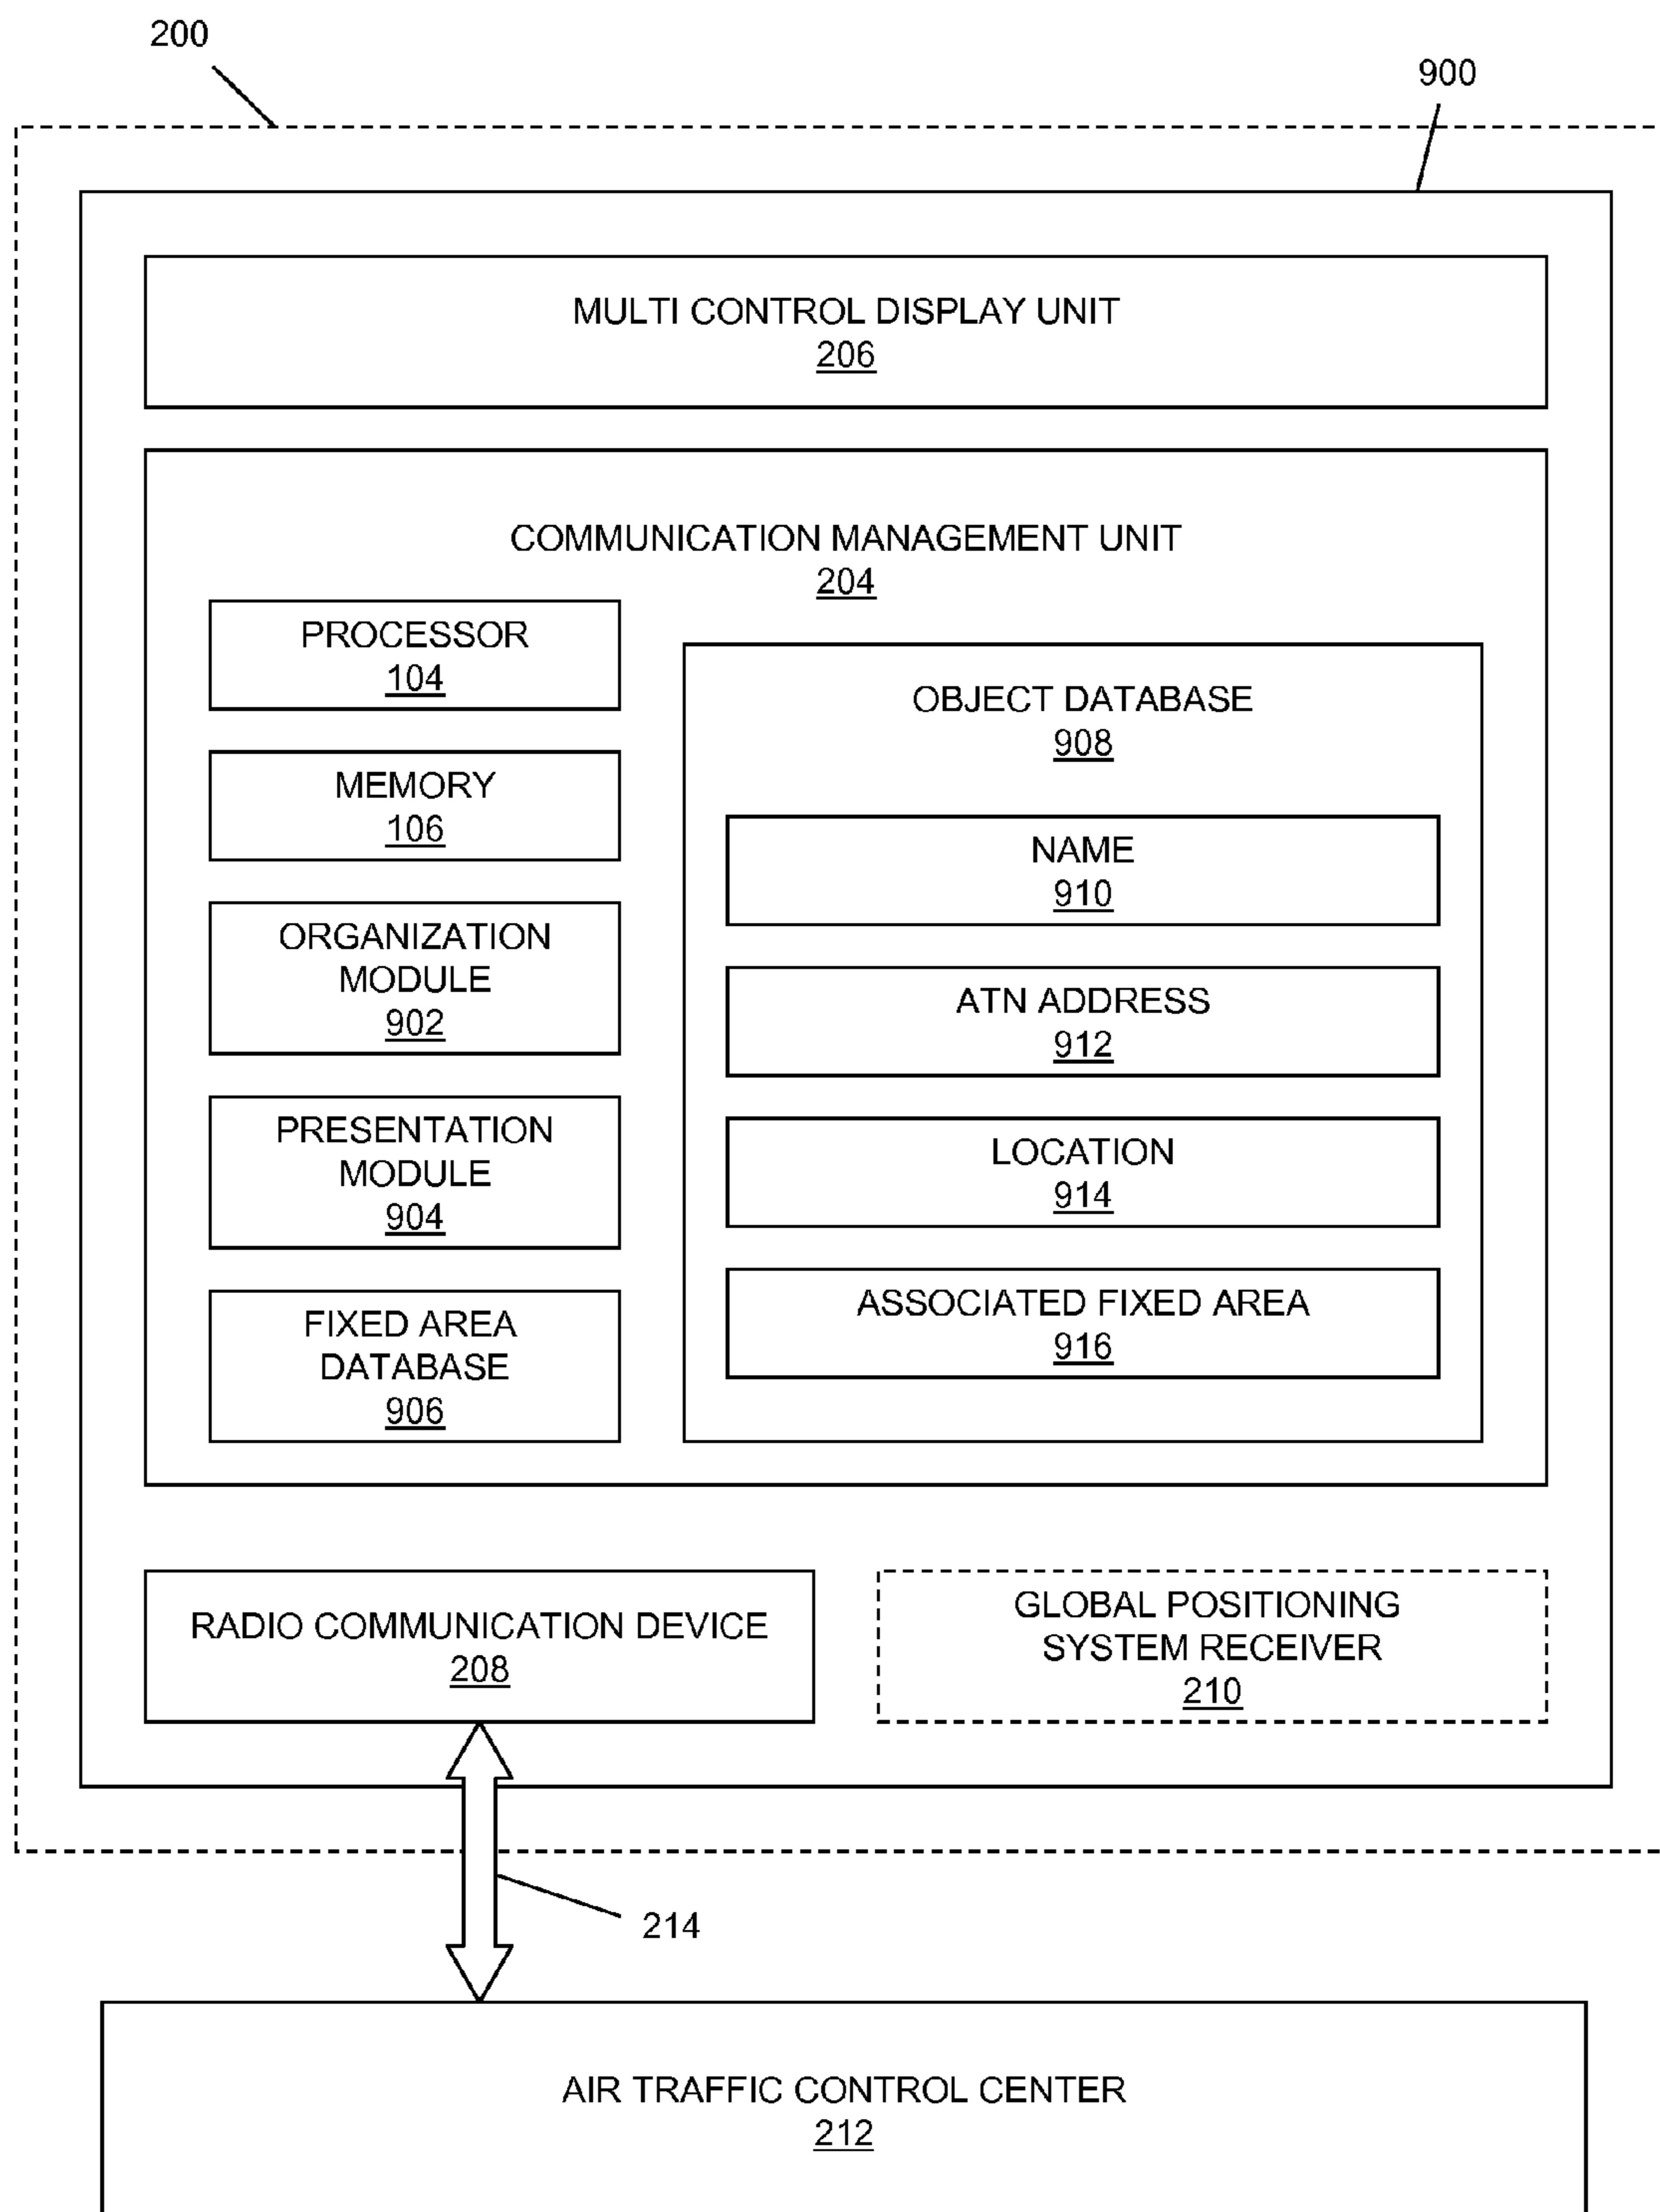 200
900
MULTI CONTROL DISPLAY UNIT
206
COMMUNICATION MANAGEMENT UNIT
204
PROCESSOR
104
MEMORY
106
ORGANIZATION
MODULE
902
PRESENTATION
MODULE
904
FIXED AREA
DATABASE
906
OBJECT DATABASE
908
NAME
910
ATN ADDRESS
912
LOCATION
914
ASSOCIATED FIXED AREA
916
RADIO COMMUNICATION DEVICE
208
GLOBAL POSITIONING
SYSTEM RECEIVER
210
214
AIR TRAFFIC CONTROL CENTER
212